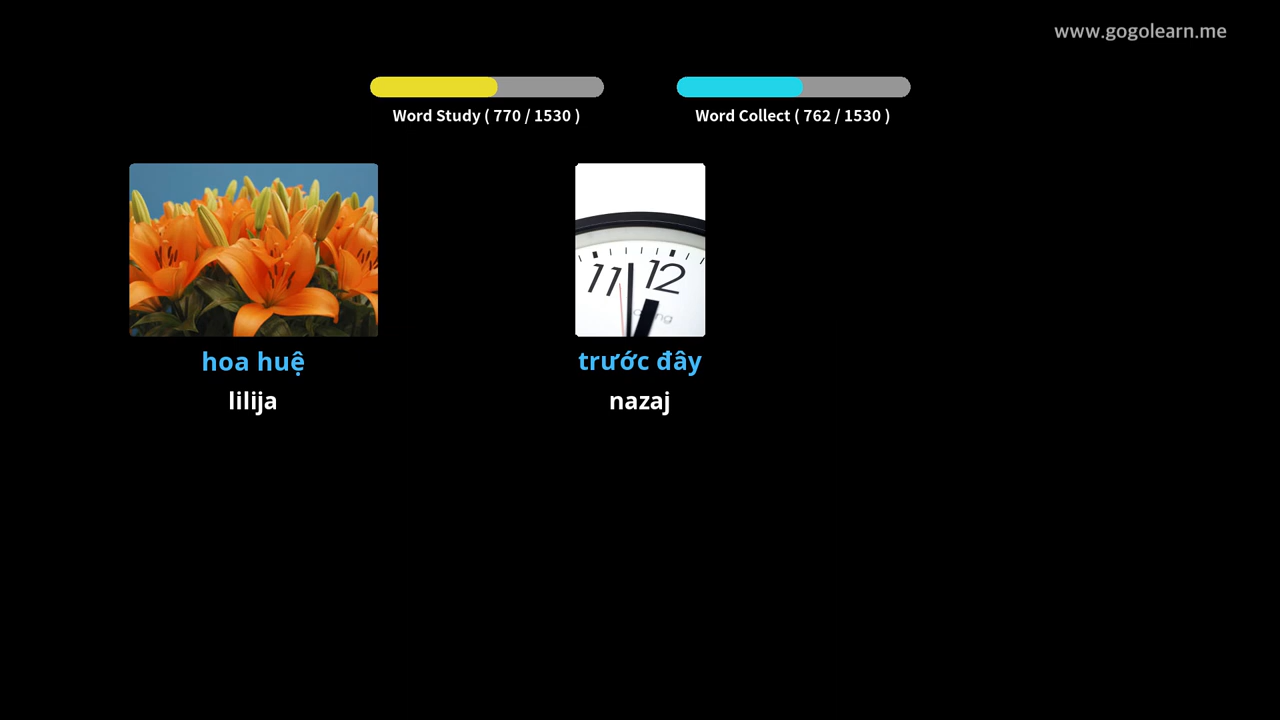 www.gogolearn.me
Word Study ( 770 / 1530 )
Word Collect ( 762 / 1530 )
11 12
hoa huệ
trước đây
lilija
nazaj